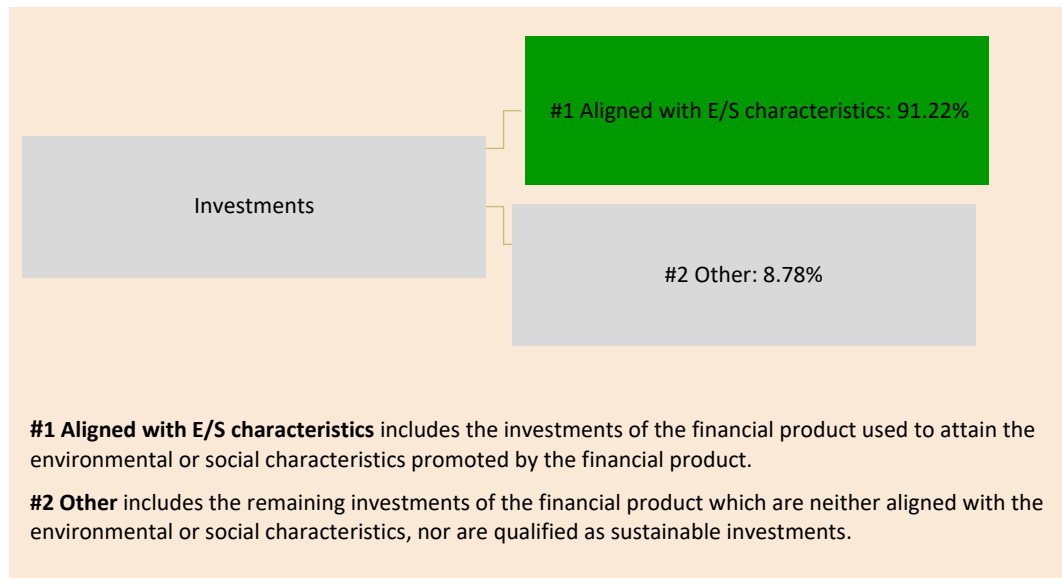 #1 Aligned with E/S characteristics: 91.22%
Investments
#2 Other: 8.78%
#1 Aligned with E/S characteristics includes the investments of the financial product used to attain the
environmental or social characteristics promoted by the financial product.
#2 Other includes the remaining investments of the financial product which are neither aligned with the
environmental or social characteristics, nor are qualified as sustainable investments.